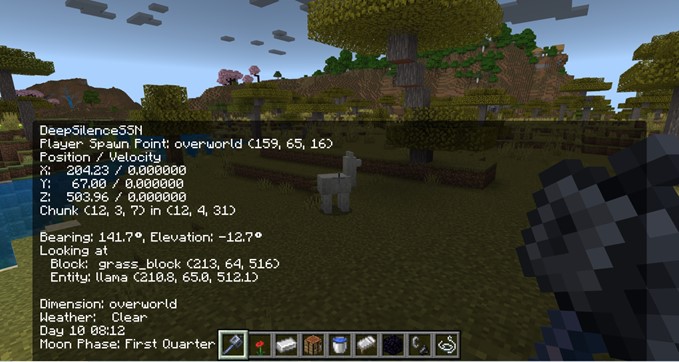 DeepSilenceSSN
Player Spawn Point: overworld (159, 65, 16)
Position / Velocity
X: 204.23 / 0.000000
Y: 67.00 / 0.000000
Z: 503.96 / 0.000000
Chunk (12, 3, 7) in (12, 4, 31)
Bearing: 141.7°, Elevation: -12.7°
Looking at
Block: grass_block (213, 64, 516)
Entity: llama (210.8, 65.0, 512.1)
Dimension: overworld
Weather: Clear
Day 10 08:12
Moon Phase: First Quarter